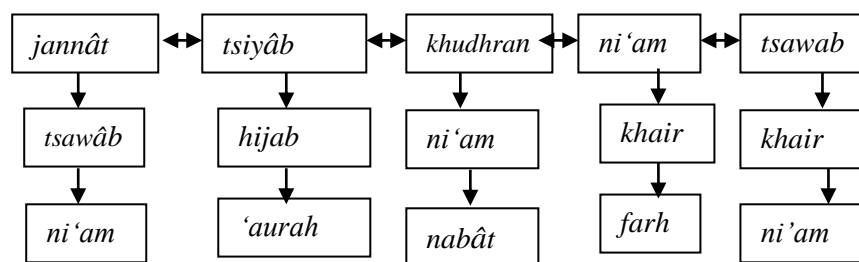 jannât tsiyâb khudhran ni‘am tsawab
tsawâb hijab ni‘am khair khair
ni‘am ‘aurah nabât farh ni’am